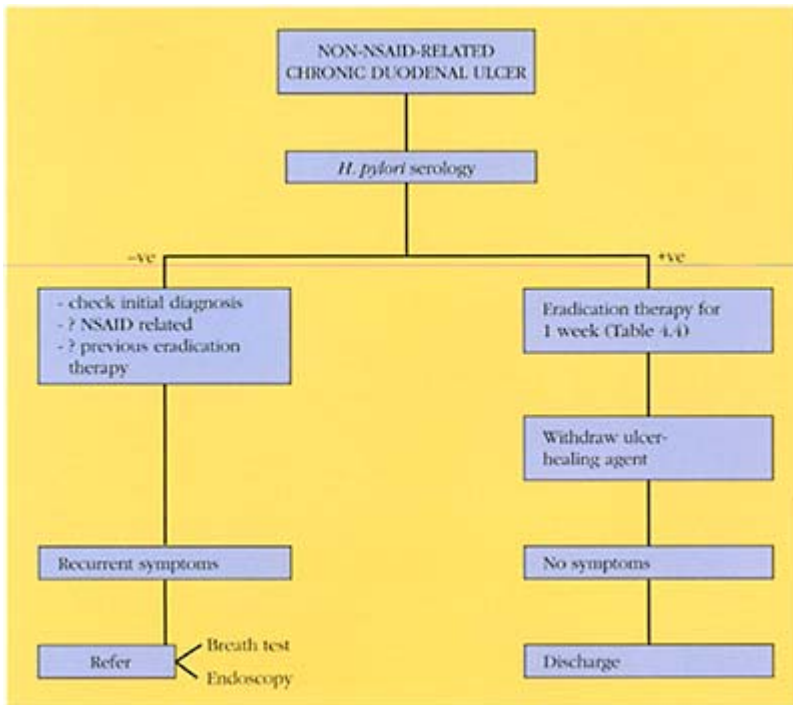 NON-NSAID-RELATED
CHRONIC DUODENAL ULCER
H. pylori serology
–ve
+ve
- check initial diagnosis
- ? NSAID related
- ? previous eradication
therapy
Eradication therapy for
1 week (Table 4.4)
Withdraw ulcer-
healing agent
Recurrent symptoms
No symptoms
Refer
Breath test
Endoscopy
Discharge